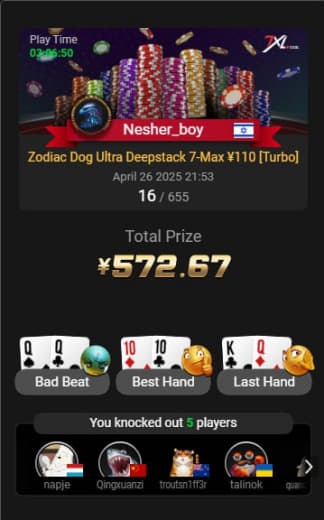 Play Time
03:06:50
7XL
Nesher_boy
Zodiac Dog Ultra Deepstack 7-Max ¥110 [Turbo]
April 26 2025 21:53
16 / 655
Total Prize
¥572.67
Q Q
10 10
K Q
Bad Beat
Best Hand
Last Hand
You knocked out 5 players
napje
Qingxuanzi
troutsn1ff3r
talinok